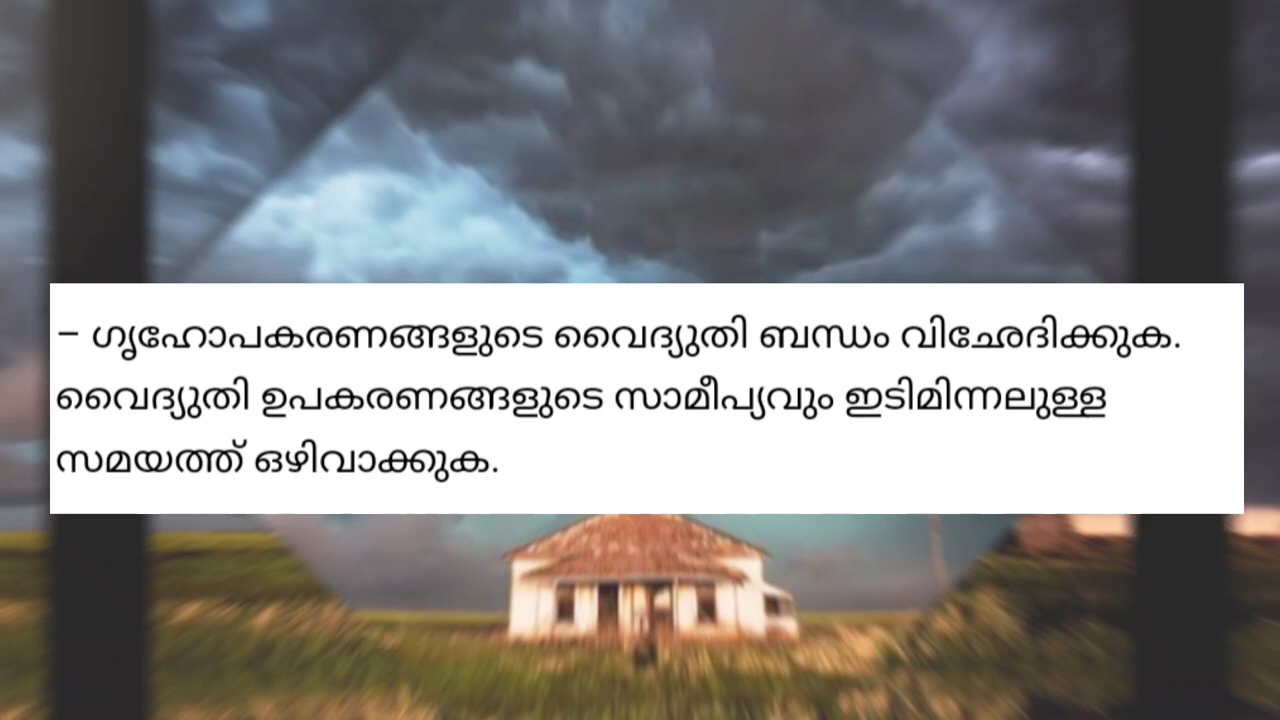 – ഗൃഹോപകരണങ്ങളുടെ വൈദ്യുതി ബന്ധം വിഛേദിക്കുക.
വൈദ്യുതി ഉപകരണങ്ങളുടെ സാമീപ്യവും ഇടിമിന്നലുള്ള
സമയത്ത് ഒഴിവാക്കുക.